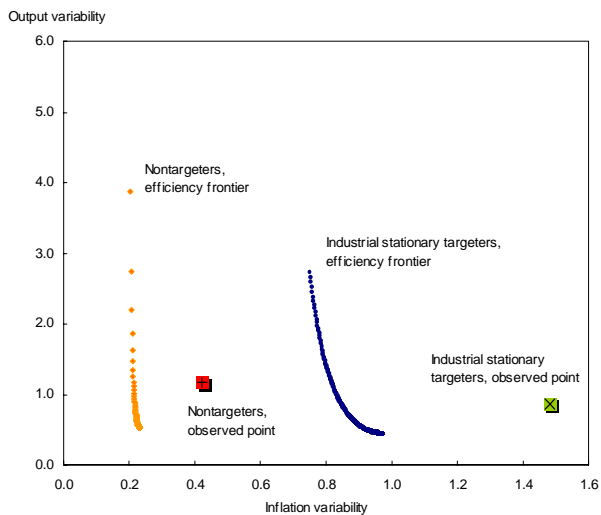 Output variability
6.0
5.0
4.0
3.0
2.0
1.0
0.0
Nontargeters,
efficiency frontier
Industrial stationary targeters,
efficiency frontier
Industrial stationary
targeters, observed point
Nontargeters,
observed point
0.0 0.2 0.4 0.6 0.8 1.0 1.2 1.4 1.6
Inflation variability